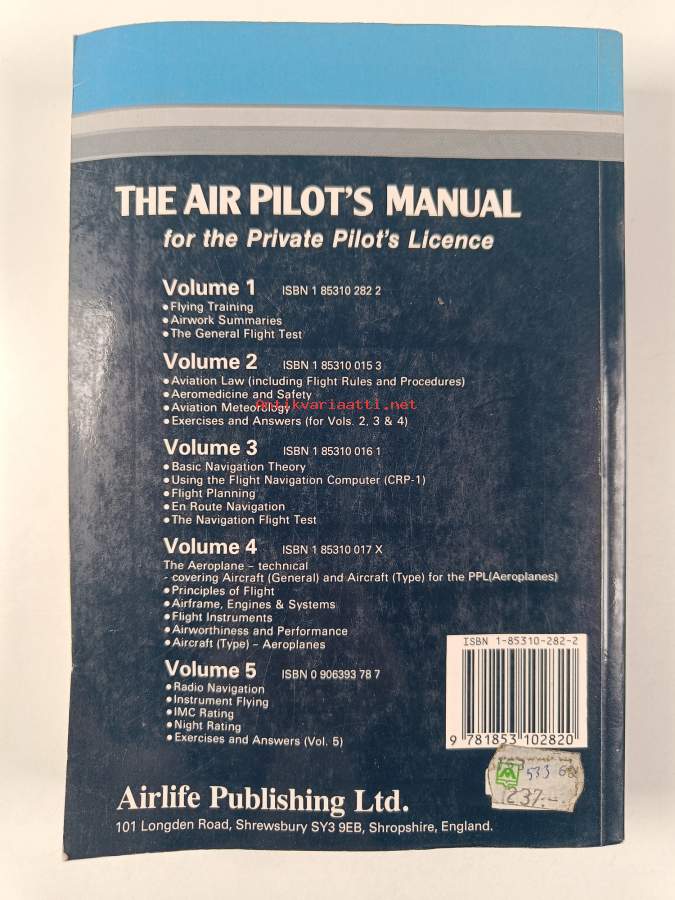 THE AIR PILOT'S MANUAL
for the Private Pilot's Licence
Volume 1 ISBN 1 85310 282 2
• Flying Training
• Airwork Summaries
• The General Flight Test
Volume 2 ISBN 1 85310 015 3
• Aviation Law (including Flight Rules and Procedures)
• Aeromedicine and Safety
Antikvariaatti.net
• Aviation Meteorology
• Exercises and Answers (for Vols. 2, 3 & 4)
Volume 3 ISBN 1 85310 016 1
• Basic Navigation Theory
• Using the Flight Navigation Computer (CRP-1)
• Flight Planning
• En Route Navigation
• The Navigation Flight Test
Volume 4 ISBN 1 85310 017 X
The Aeroplane – technical
- covering Aircraft (General) and Aircraft (Type) for the PPL(Aeroplanes)
• Principles of Flight
• Airframe, Engines & Systems
• Flight Instruments
• Airworthiness and Performance
• Aircraft (Type) – Aeroplanes
Volume 5 ISBN 0 906393 78 7
• Radio Navigation
• Instrument Flying
• IMC Rating
• Night Rating
• Exercises and Answers (Vol. 5)
ISBN 1-85310-282-2
9 781853 102820
533
237.-
Airlife Publishing Ltd.
101 Longden Road, Shrewsbury SY3 9EB, Shropshire, England.